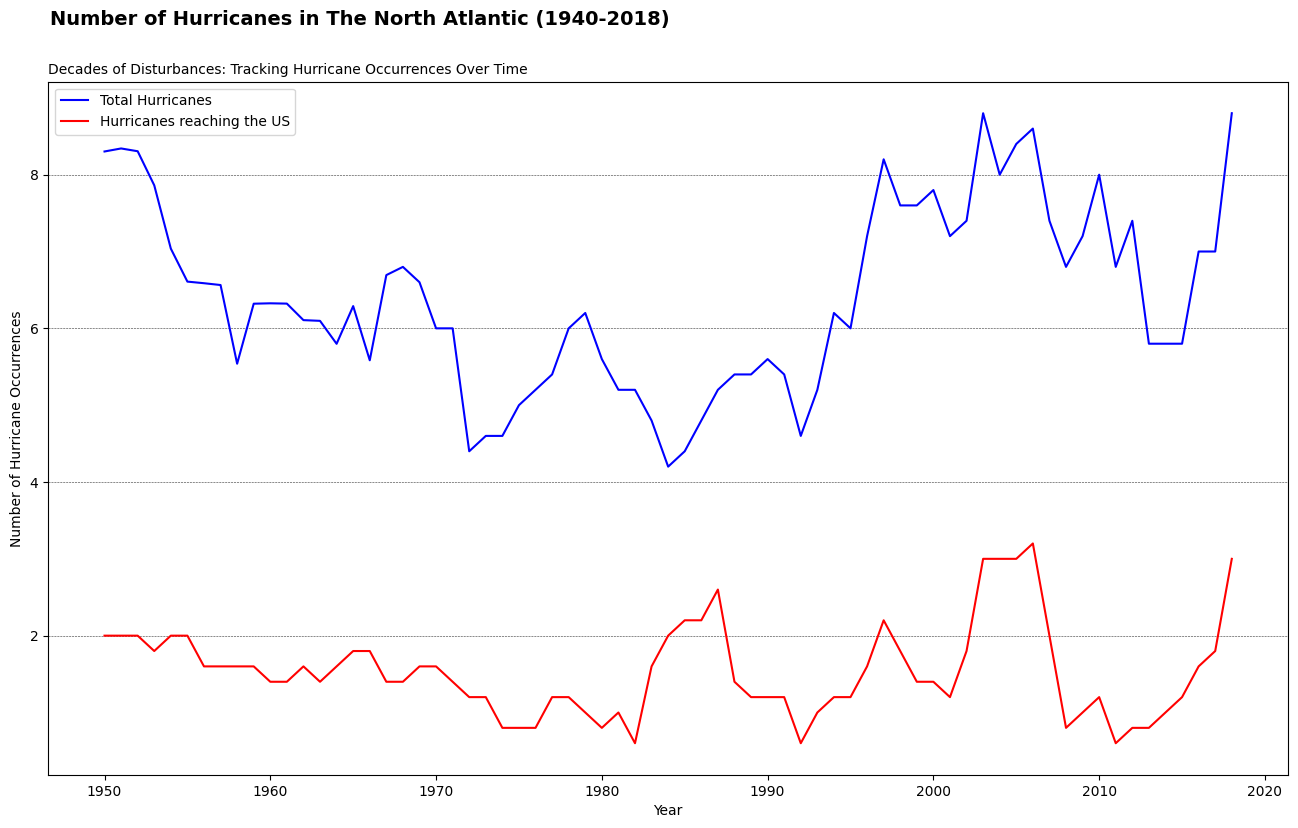 Number of Hurricanes in The North Atlantic (1940-2018)
Decades of Disturbances: Tracking Hurricane Occurrences Over Time
Total Hurricanes
Hurricanes reaching the US
Number of Hurricane Occurrences
8
6
4
2
1950 1960 1970 1980 1990 2000 2010 2020
Year